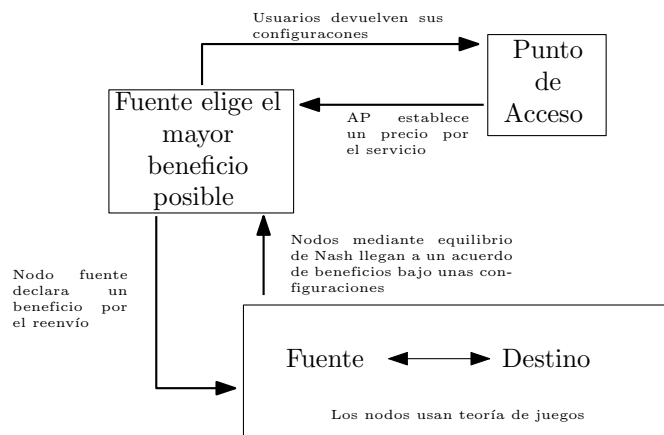 Usuarios devuelven sus
configuracones
Punto
de
Acceso
Fuente elige el
mayor
beneficio
posible
AP establece
un precio por
el servicio
Nodos mediante equilibrio
de Nash llegan a un acuerdo
de beneficios bajo unas con-
figuraciones
Nodo fuente
declara un
beneficio por
el reenvío
Fuente
Destino
Los nodos usan teoría de juegos